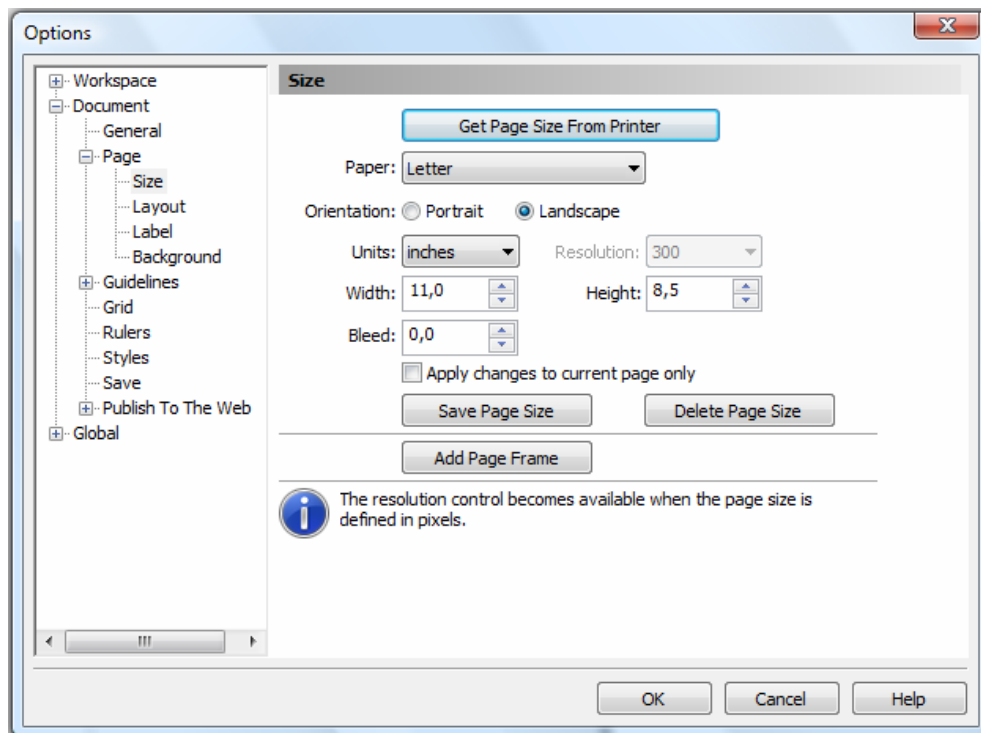 Options
Workspace
Document
General
Page
Size
Layout
Label
Background
Guidelines
Grid
Rulers
Styles
Save
Publish To The Web
Global
Size
Get Page Size From Printer
Paper: Letter
Orientation: Portrait Landscape
Units: inches Resolution: 300
Width: 11,0 Height: 8,5
Bleed: 0,0
Apply changes to current page only
Save Page Size Delete Page Size
Add Page Frame
The resolution control becomes available when the page size is
defined in pixels.
OK Cancel Help